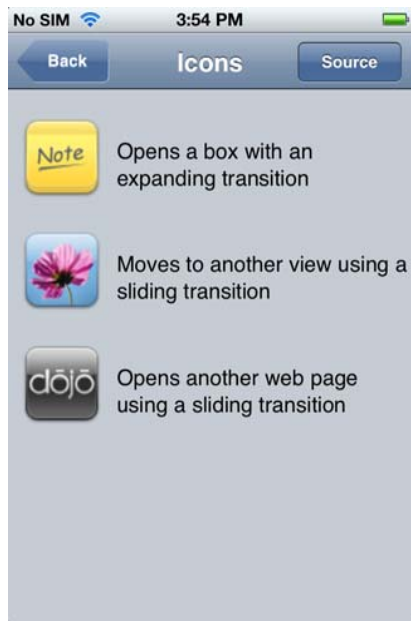 No SIM 3:54 PM
Back Icons Source
Note
Opens a box with an
expanding transition
Moves to another view using a
sliding transition
dōjō
Opens another web page
using a sliding transition